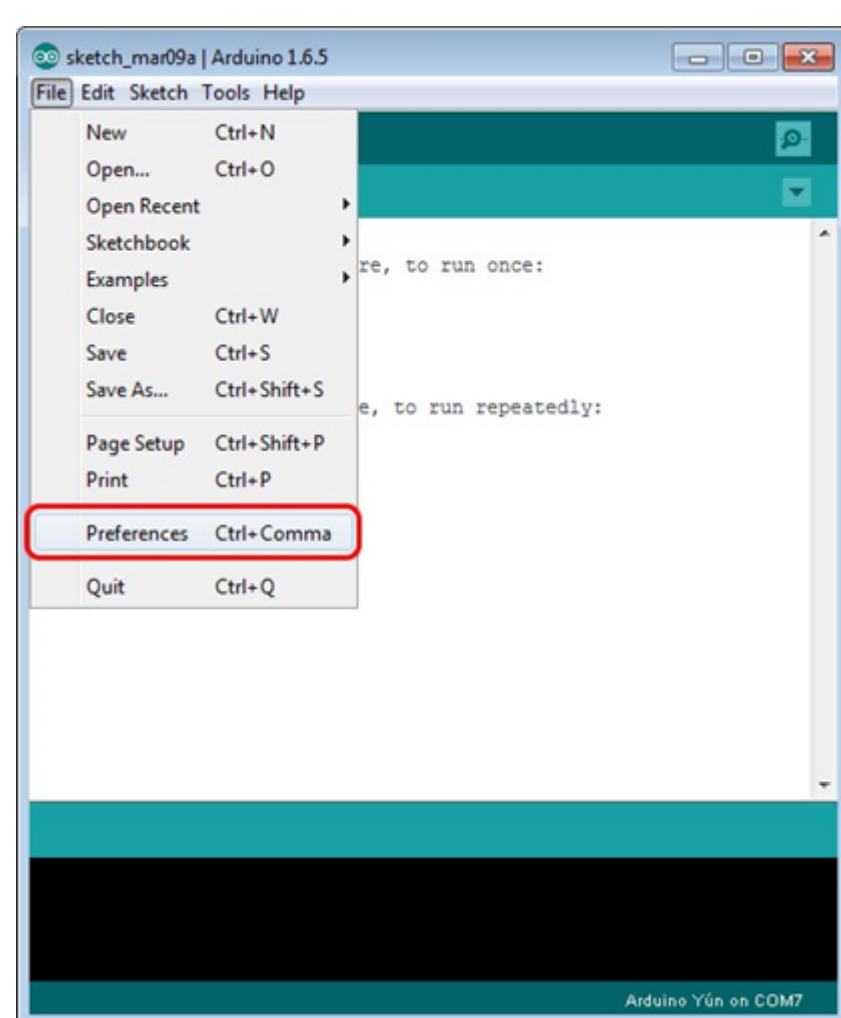 sketch_mar09a | Arduino 1.6.5
File Edit Sketch Tools Help
New Ctrl+N
Open... Ctrl+O
Open Recent
Sketchbook
re, to run once:
Examples
Close Ctrl+W
Save Ctrl+S
Save As... Ctrl+Shift+S
e, to run repeatedly:
Page Setup Ctrl+Shift+P
Print Ctrl+P
Preferences Ctrl+Comma
Quit Ctrl+Q
Arduino Yún on COM7